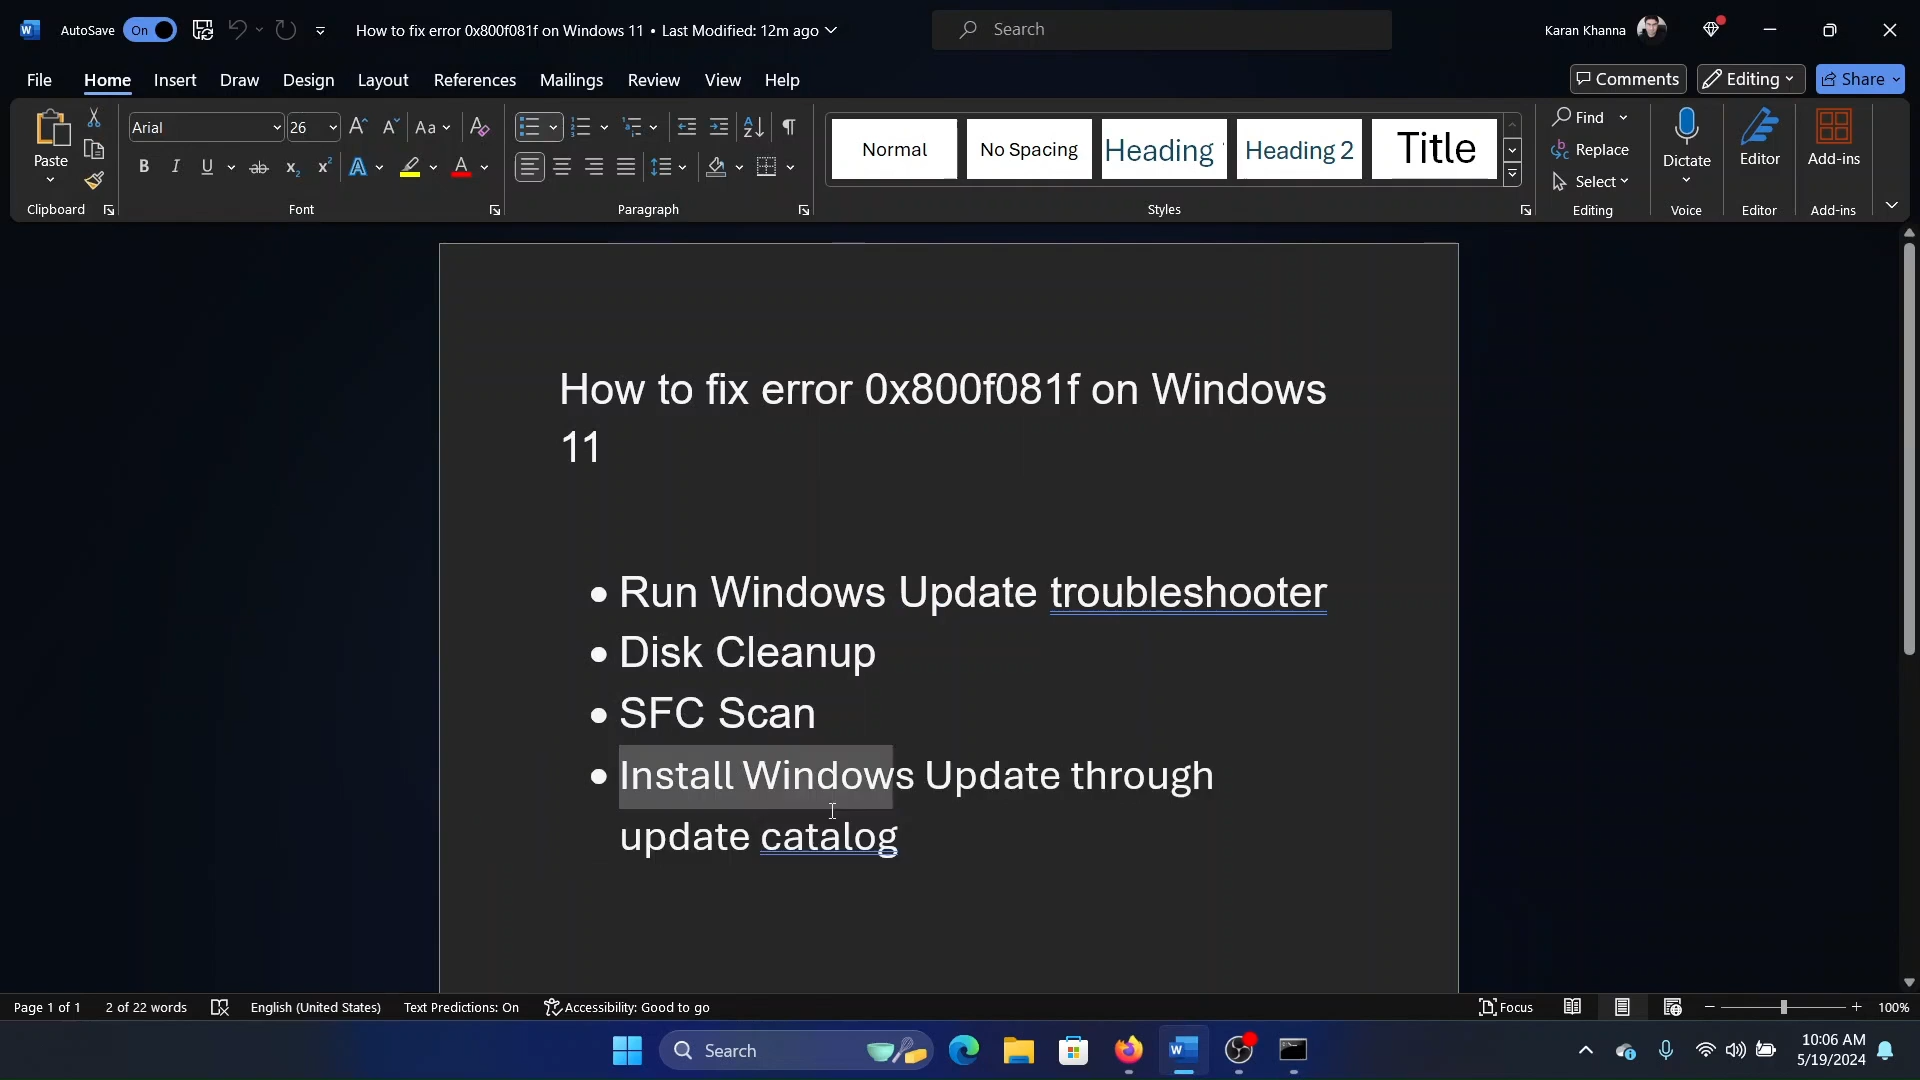 AutoSave On How to fix error 0x800f081f on Windows 11 • Last Modified: 12m ago Search Karan Khanna
File Home Insert Draw Design Layout References Mailings Review View Help Comments Editing Share
Arial 26 Aa
Paste
Clipboard Font Paragraph
Normal No Spacing Heading 1 Heading 2 Title
Styles
Find
Replace
Select
Editing
Dictate
Voice
Editor
Editor
Add-ins
Add-ins
How to fix error 0x800f081f on Windows
11
• Run Windows Update troubleshooter
• Disk Cleanup
• SFC Scan
• Install Windows Update through
update catalog
Page 1 of 1 2 of 22 words English (United States) Text Predictions: On Accessibility: Good to go Focus 100%
Search
10:06 AM
5/19/2024